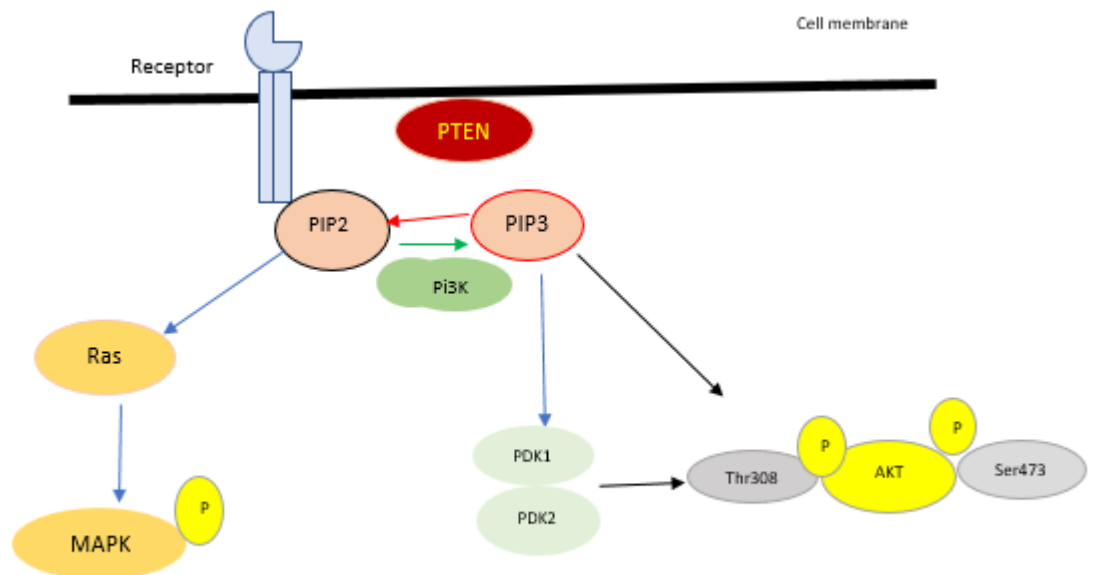 Cell membrane
Receptor
PTEN
PIP2
PIP3
Pi3K
Ras
PDK1
PDK2
P
P
Thr308
AKT
Ser473
P
MAPK